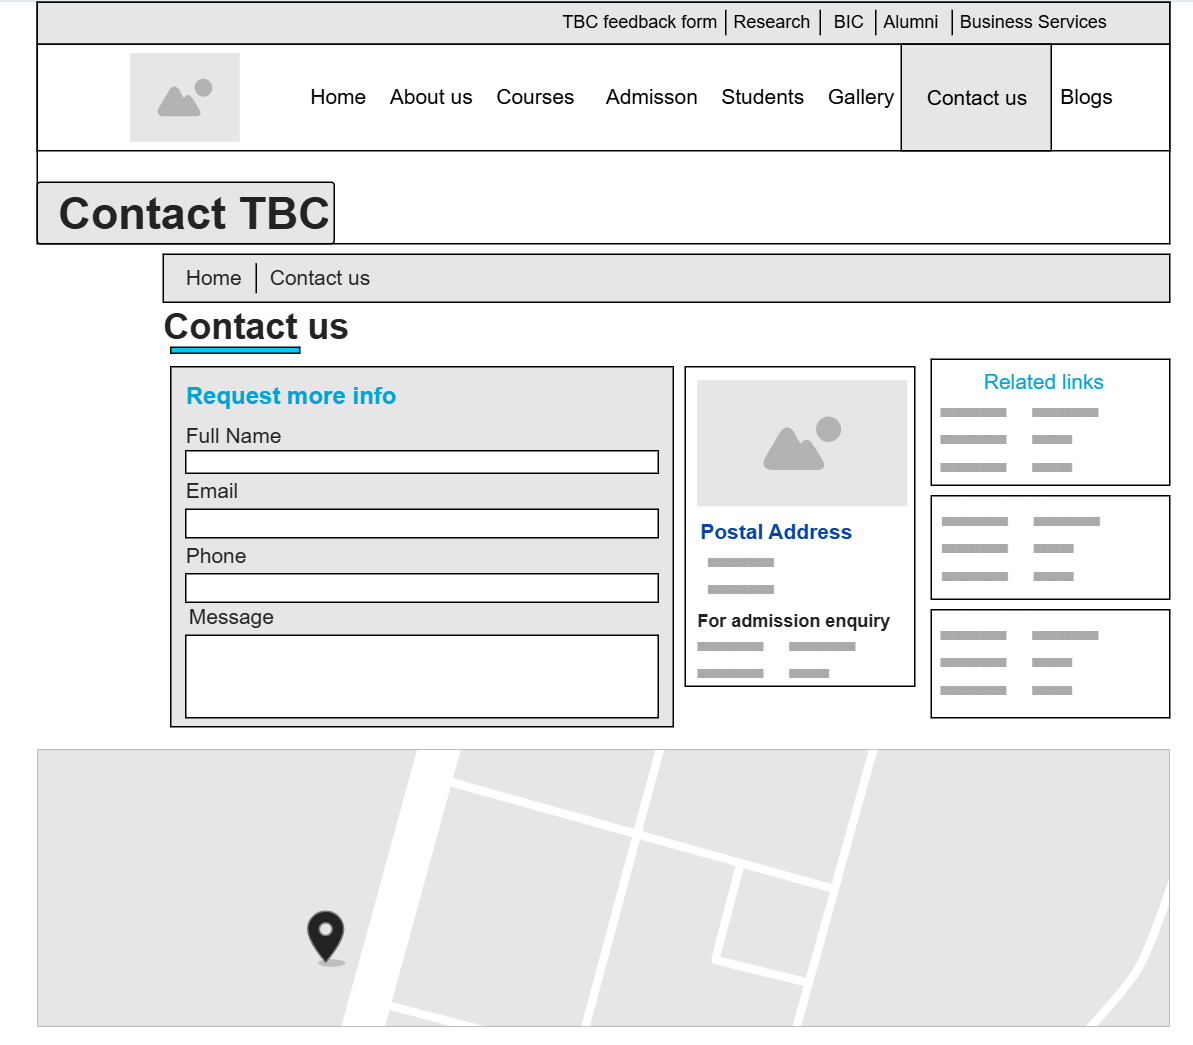 TBC feedback form Research BIC Alumni Business Services
Home About us Courses Admisson Students Gallery Contact us Blogs
Contact TBC
Home Contact us
Contact us
Request more info
Full Name
Email
Phone
Message
Postal Address
For admission enquiry
Related links